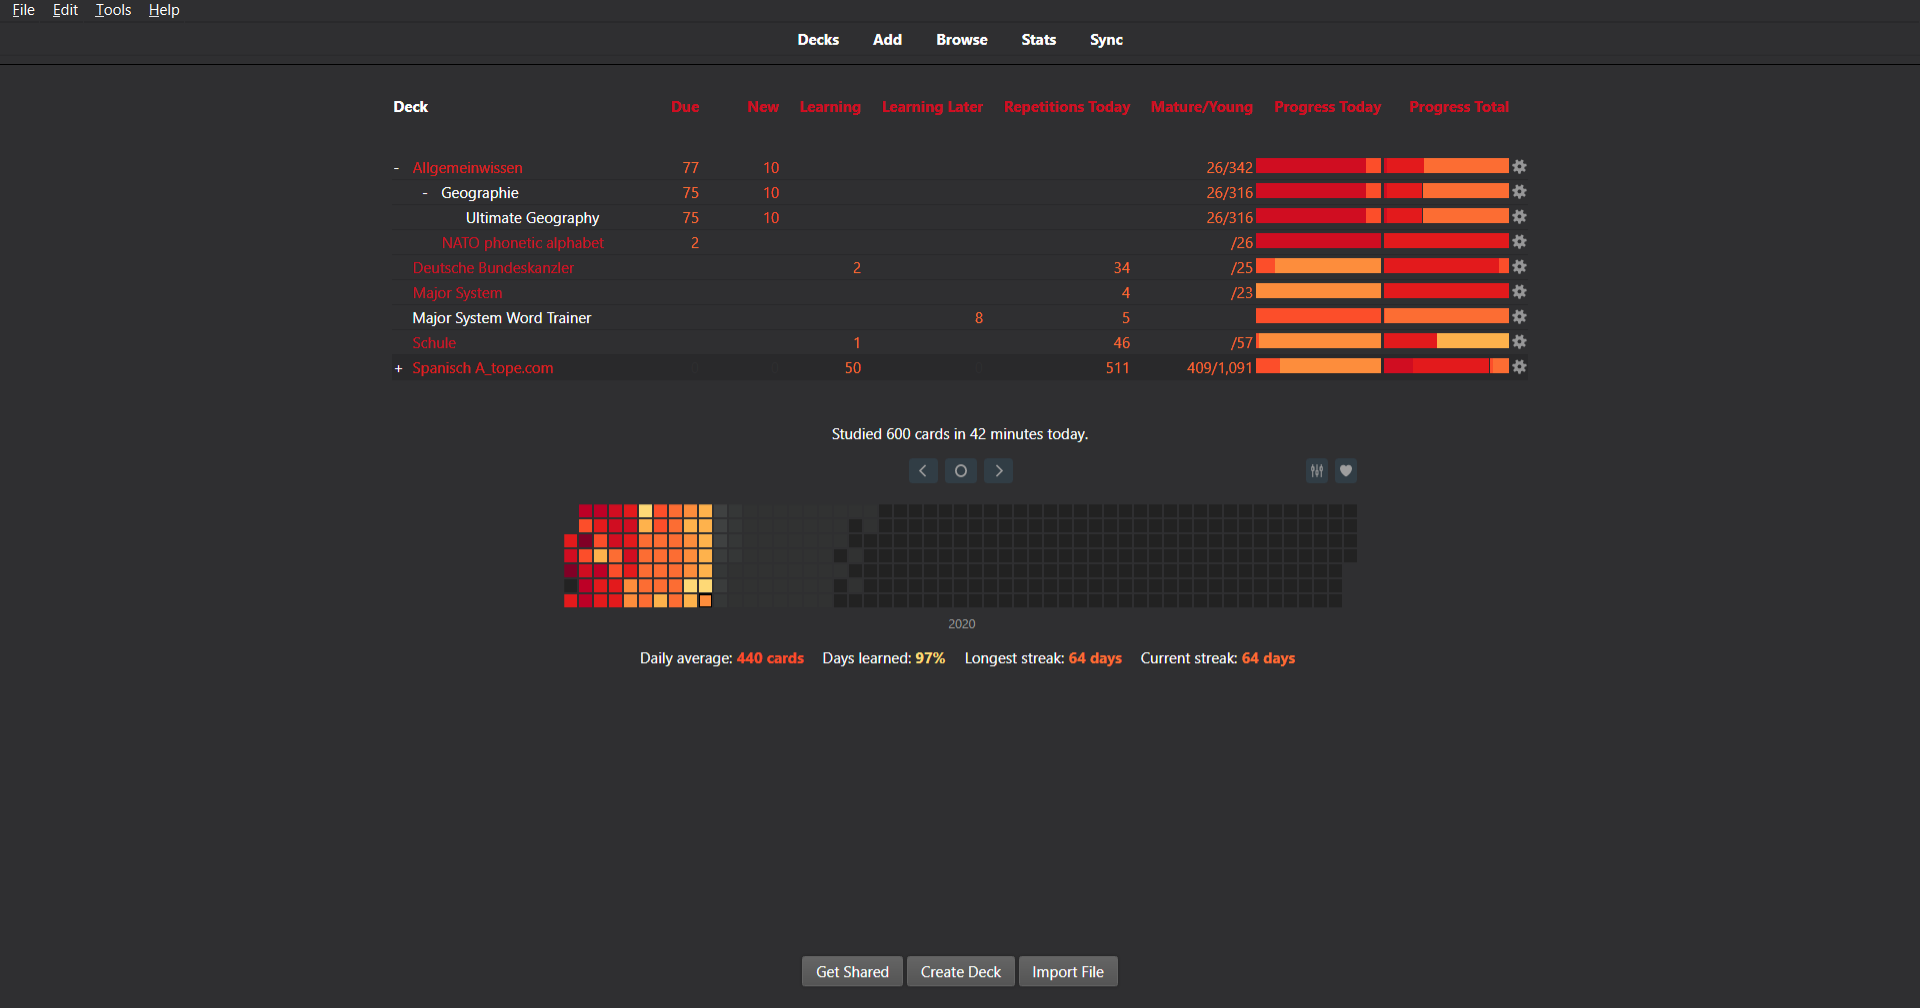 File Edit Tools Help
Decks Add Browse Stats Sync
Deck Due New Learning Learning Later Repetitions Today Mature/Young Progress Today Progress Total
- Allgemeinwissen 77 10 26/342
- Geographie 75 10 26/316
Ultimate Geography 75 10 26/316
NATO phonetic alphabet 2 /26
Deutsche Bundeskanzler 2 34 /25
Major System 4 /23
Major System Word Trainer 8 5
Schule 1 46 /57
+ Spanisch A_tope.com 50 511 409/1,091
Studied 600 cards in 42 minutes today.
2020
Daily average: 440 cards Days learned: 97% Longest streak: 64 days Current streak: 64 days
Get Shared Create Deck Import File